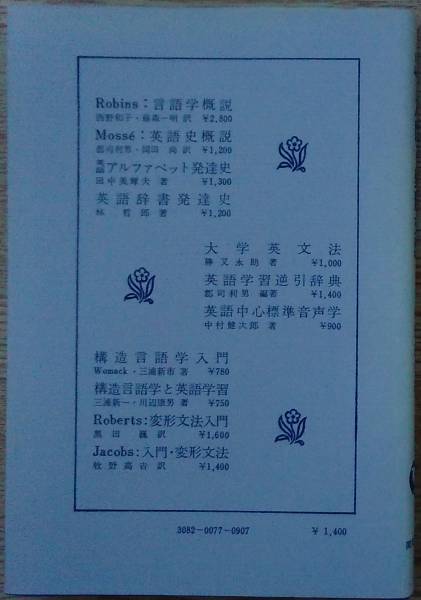 Robins:言語学概説
西野和子・藤森一明 訳 ¥2,800
Mossé:英語史概説
郡司利男・岡田 尚 訳 ¥1,200
英語アルファベット発達史
田中美輝夫 著 ¥1,300
英語辞書発達史
林 哲郎 著 ¥1,200
大学英文法
勝又永助 著 ¥1,000
英語学習逆引辞典
郡司利男 編著 ¥1,400
英語中心標準音声学
中村健次郎 著 ¥900
構造言語学入門
Womack・三浦新市 著 ¥780
構造言語学と英語学習
三浦新一・川辺康男 著 ¥750
Roberts:変形文法入門
黒田 巍 訳 ¥1,600
Jacobs:入門・変形文法
牧野高吉 訳 ¥1,400
3082-0077-0907 ¥ 1,400